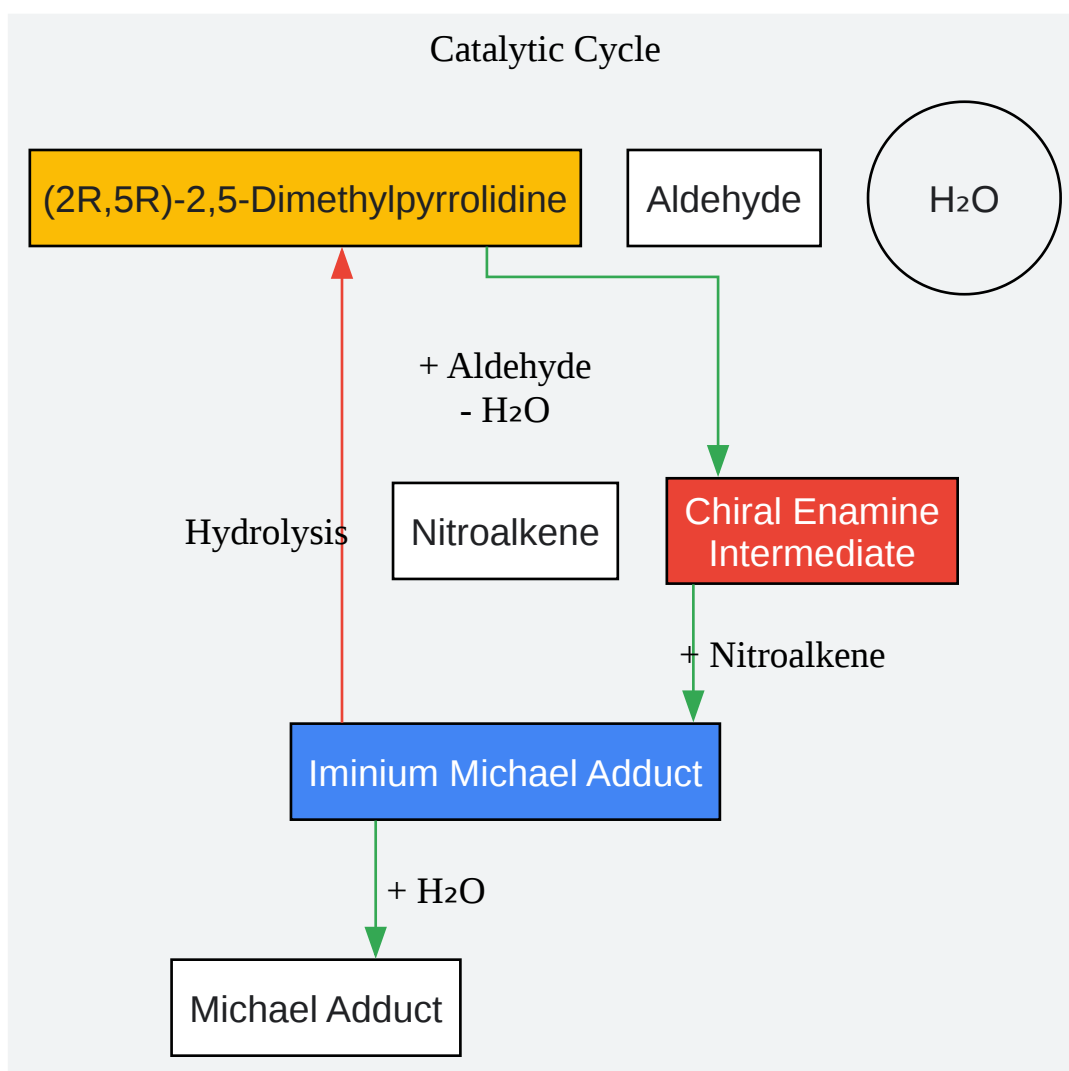 Catalytic Cycle
(2R,5R)-2,5-Dimethylpyrrolidine
Aldehyde
H₂O
+ Aldehyde
- H₂O
Hydrolysis
Nitroalkene
Chiral Enamine
Intermediate
+ Nitroalkene
Iminium Michael Adduct
+ H₂O
Michael Adduct